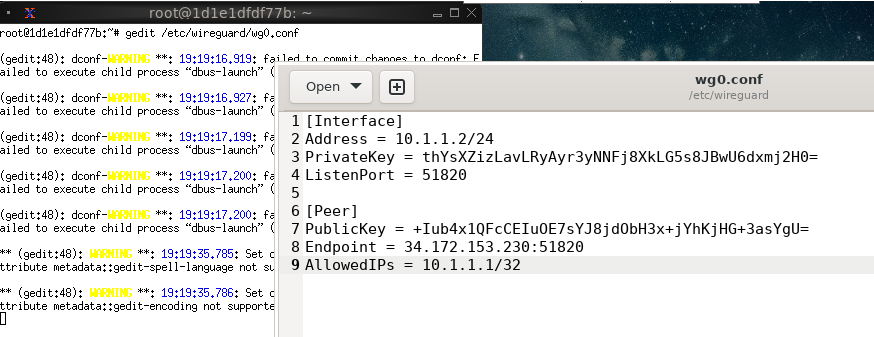 root@1d1e1dfdf77b: ~
root@1d1e1dfdf77b:~# gedit /etc/wireguard/wg0.conf
(gedit:48): dconf-WARNING **: 19:19:16.919: failed to commit changes to dconf: F
ailed to execute child process “dbus-launch” (
(gedit:48): dconf-WARNING **: 19:19:16.927: fa
ailed to execute child process “dbus-launch” (
(gedit:48): dconf-WARNING **: 19:19:17.199: fa
ailed to execute child process “dbus-launch” (
(gedit:48): dconf-WARNING **: 19:19:17.200: fa
ailed to execute child process “dbus-launch” (
(gedit:48): dconf-WARNING **: 19:19:17.200: fa
ailed to execute child process “dbus-launch” (
** (gedit:48): WARNING **: 19:19:35.785: Set d
ttribute metadata::gedit-spell-language not su
** (gedit:48): WARNING **: 19:19:35.786: Set d
ttribute metadata::gedit-encoding not supporte
Open
wg0.conf
/etc/wireguard
1 [Interface]
2 Address = 10.1.1.2/24
3 PrivateKey = thYsXZizLavLRyAyr3yNNFj8XkLG5s8JBwU6dxmj2H0=
4 ListenPort = 51820
5
6 [Peer]
7 PublicKey = +Iub4x1QFcCEIuOE7sYJ8jdObH3x+jYhKjHG+3asYgU=
8 Endpoint = 34.172.153.230:51820
9 AllowedIPs = 10.1.1.1/32